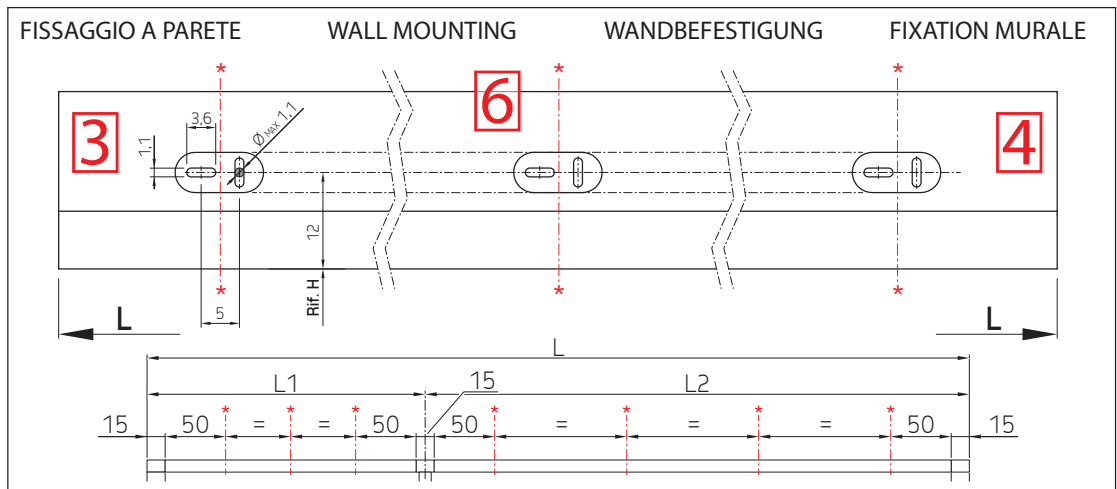 FISSAGGIO A PARETE WALL MOUNTING WANDBEFESTIGUNG FIXATION MURALE
* * *
3 6 4
3,6 Ø MAX 1,1
1,1
12
Rif. H
* * *
5
L L
L
L1 15 L2
* * * * * * *
15 50 = = 50 50 = = = 50 15